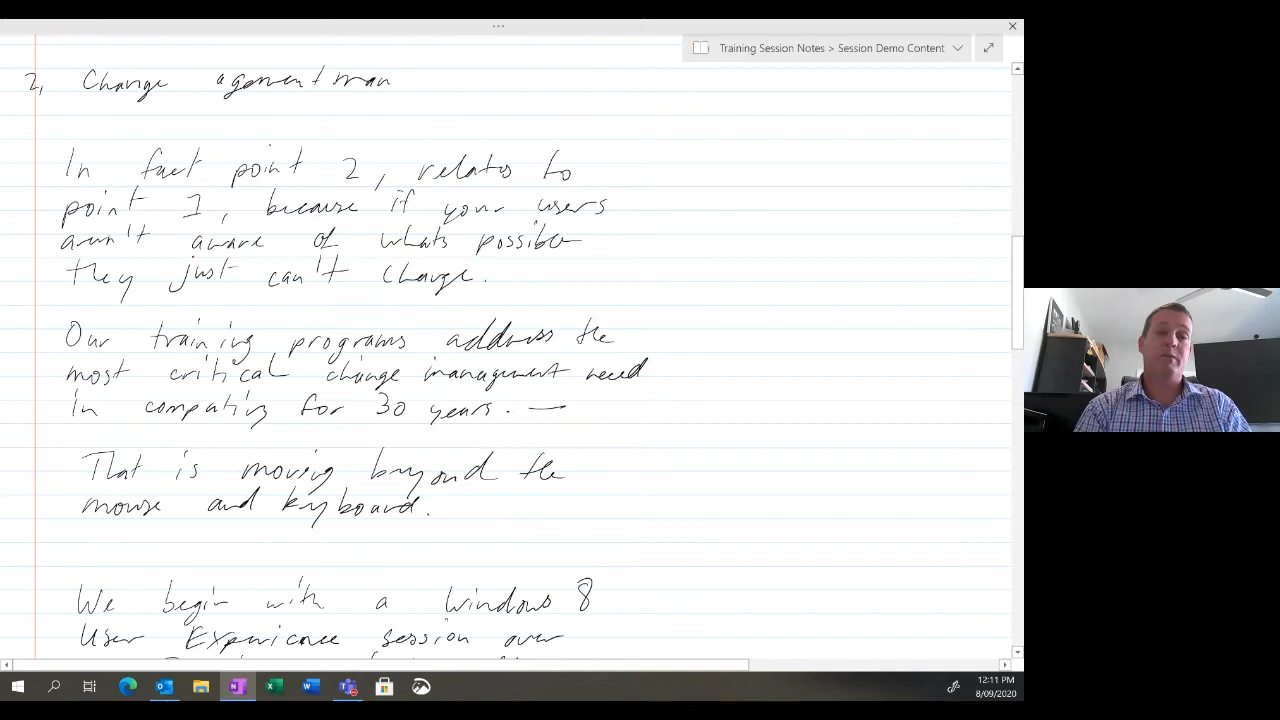 Training Session Notes > Session Demo Content
2, Change agementman
In fact point 2, relates to
point 1, because if your users
arun't aware of whats possible
they just can't change.
Our training programs address the
most critical change management need
in computing for 30 years. —
That is moving beyond the
mouse and keyboard.
We begin with a Windows 8
User Experience session over
12:11 PM
8/09/2020